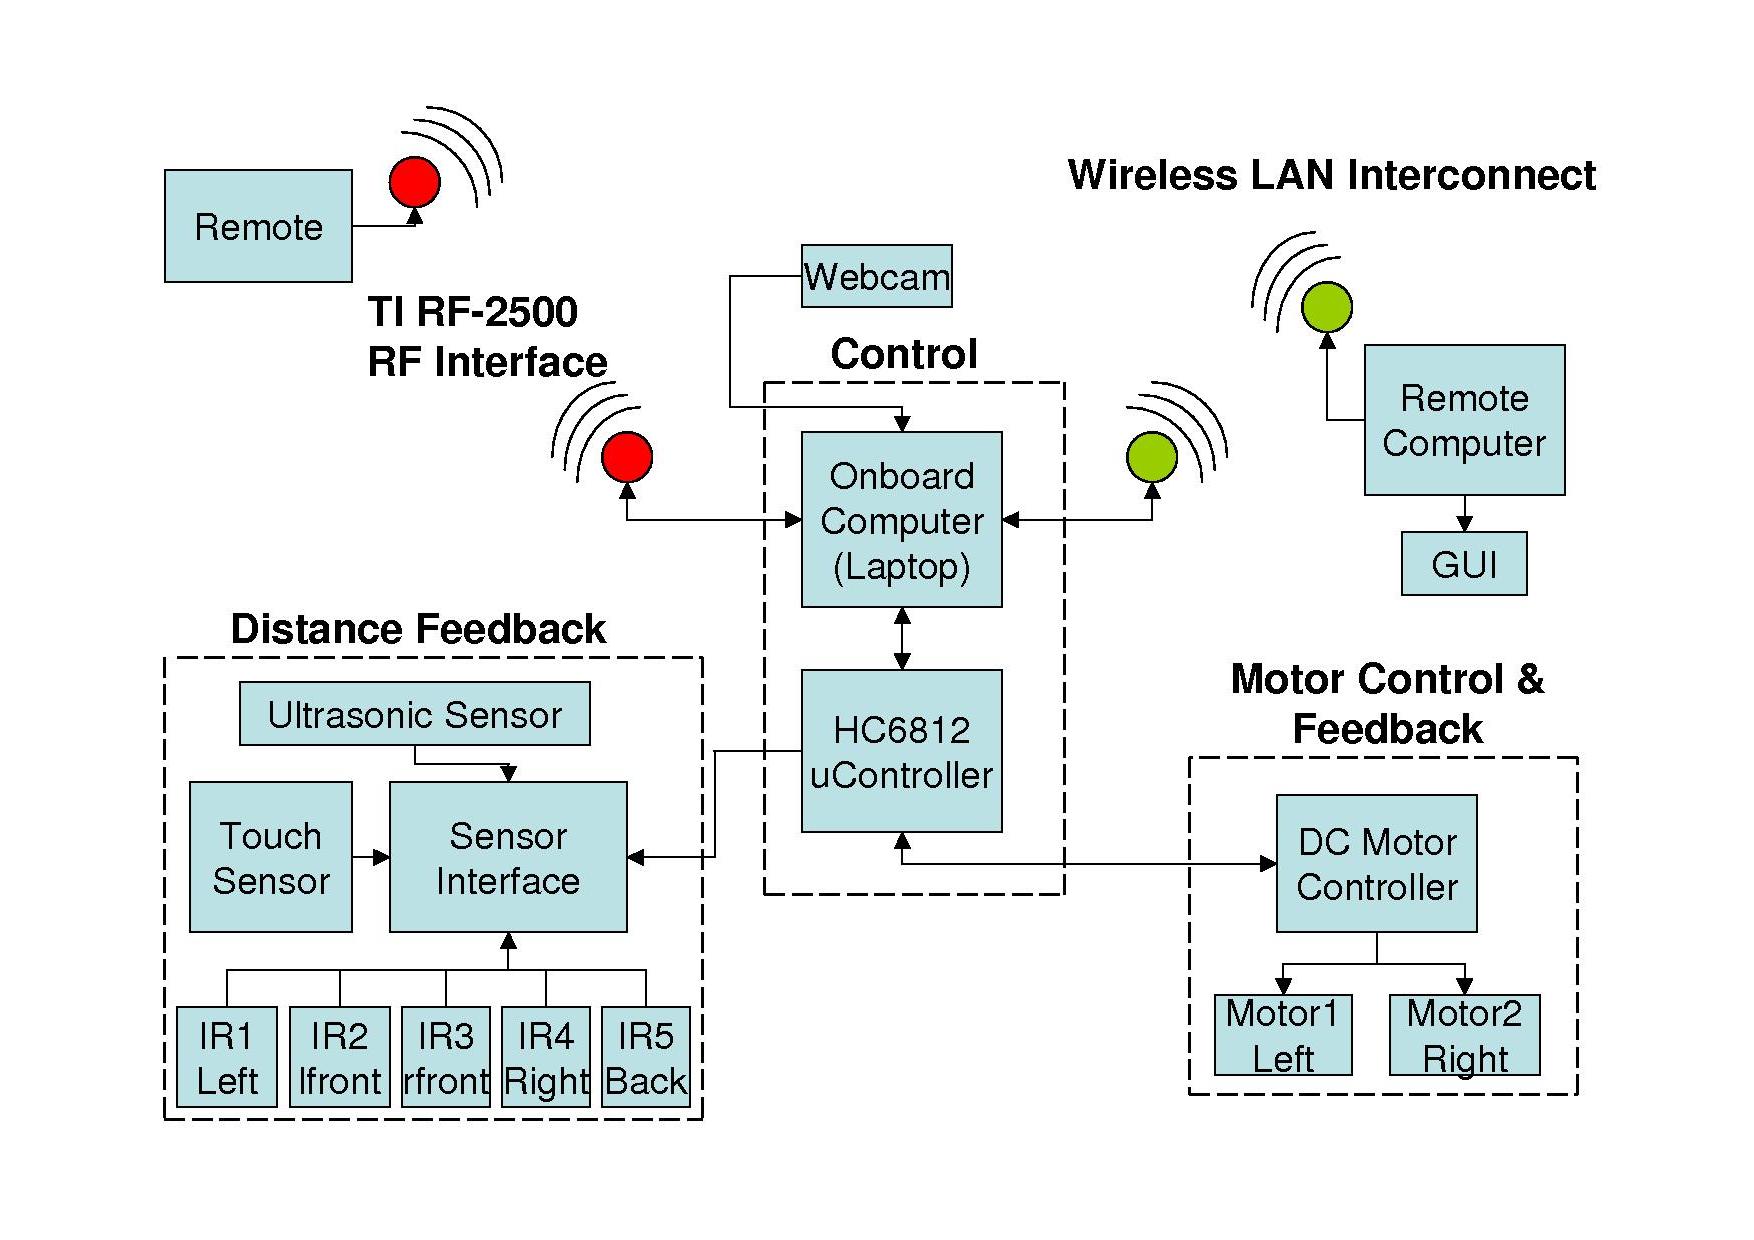 Wireless LAN Interconnect
Remote
Webcam
TI RF-2500
RF Interface
Control
Remote
Computer
Onboard
Computer
(Laptop)
GUI
Distance Feedback
Motor Control &
Feedback
Ultrasonic Sensor
HC6812
uController
Touch
Sensor
Sensor
Interface
DC Motor
Controller
IR1
Left
IR2
lfront
IR3
rfront
IR4
Right
IR5
Back
Motor1
Left
Motor2
Right